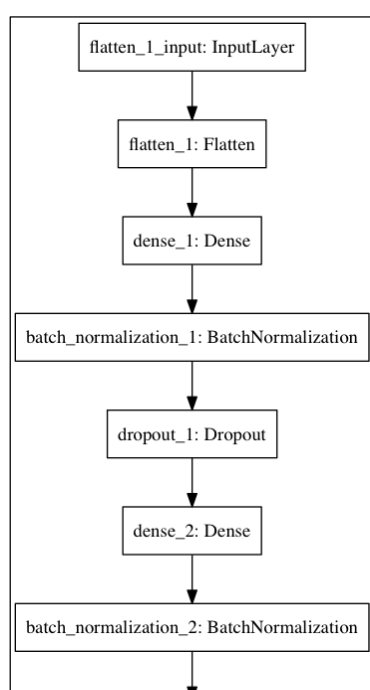 flatten_1_input: InputLayer
flatten_1: Flatten
dense_1: Dense
batch_normalization_1: BatchNormalization
dropout_1: Dropout
dense_2: Dense
batch_normalization_2: BatchNormalization